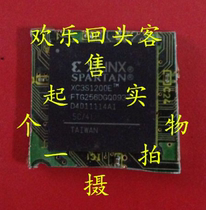 欢乐回头客
售
起 实物
个 一 拍
摄
XILINX
SPARTAN
XC3S1200E
TAIWAN